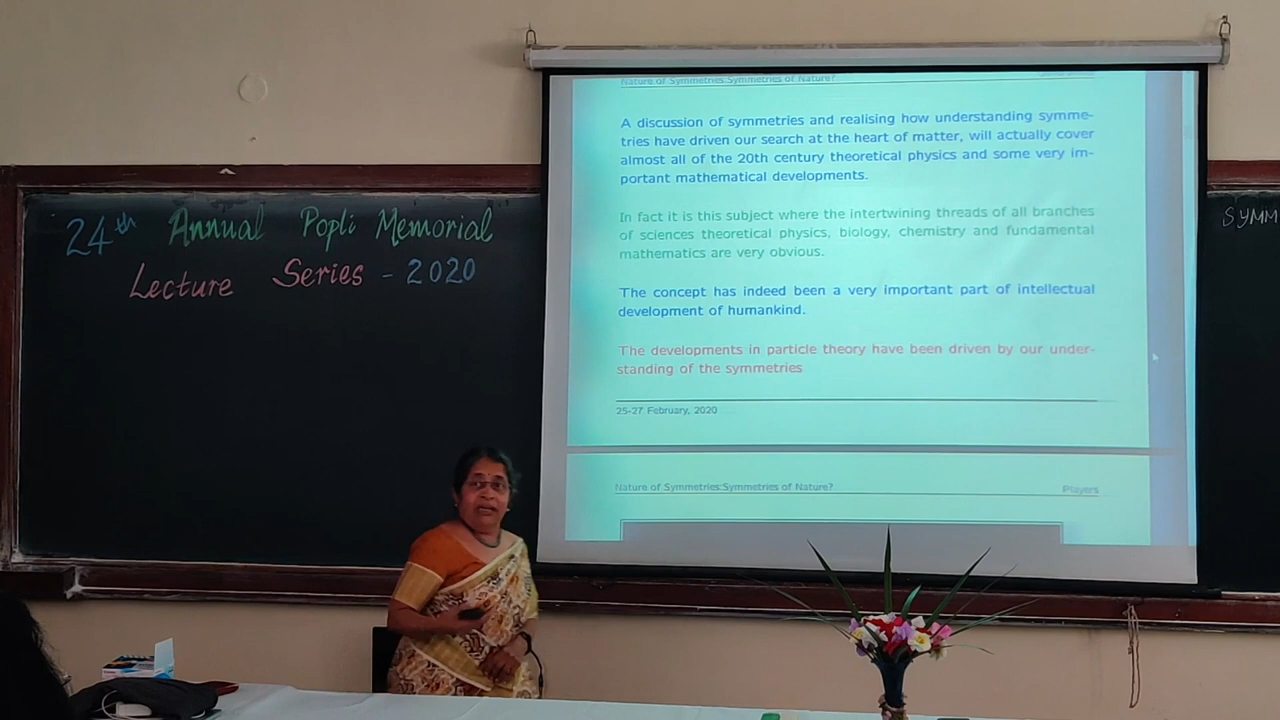 24th Annual Popli Memorial
Lecture Series - 2020
Nature of Symmetries:Symmetries of Nature?
A discussion of symmetries and realising how understanding symme-
tries have driven our search at the heart of matter, will actually cover
almost all of the 20th century theoretical physics and some very im-
portant mathematical developments.
In fact it is this subject where the intertwining threads of all branches
of sciences theoretical physics, biology, chemistry and fundamental
mathematics are very obvious.
The concept has indeed been a very important part of intellectual
development of humankind.
The developments in particle theory have been driven by our under-
standing of the symmetries
25-27 February, 2020
Nature of Symmetries:Symmetries of Nature? Players
SYMM